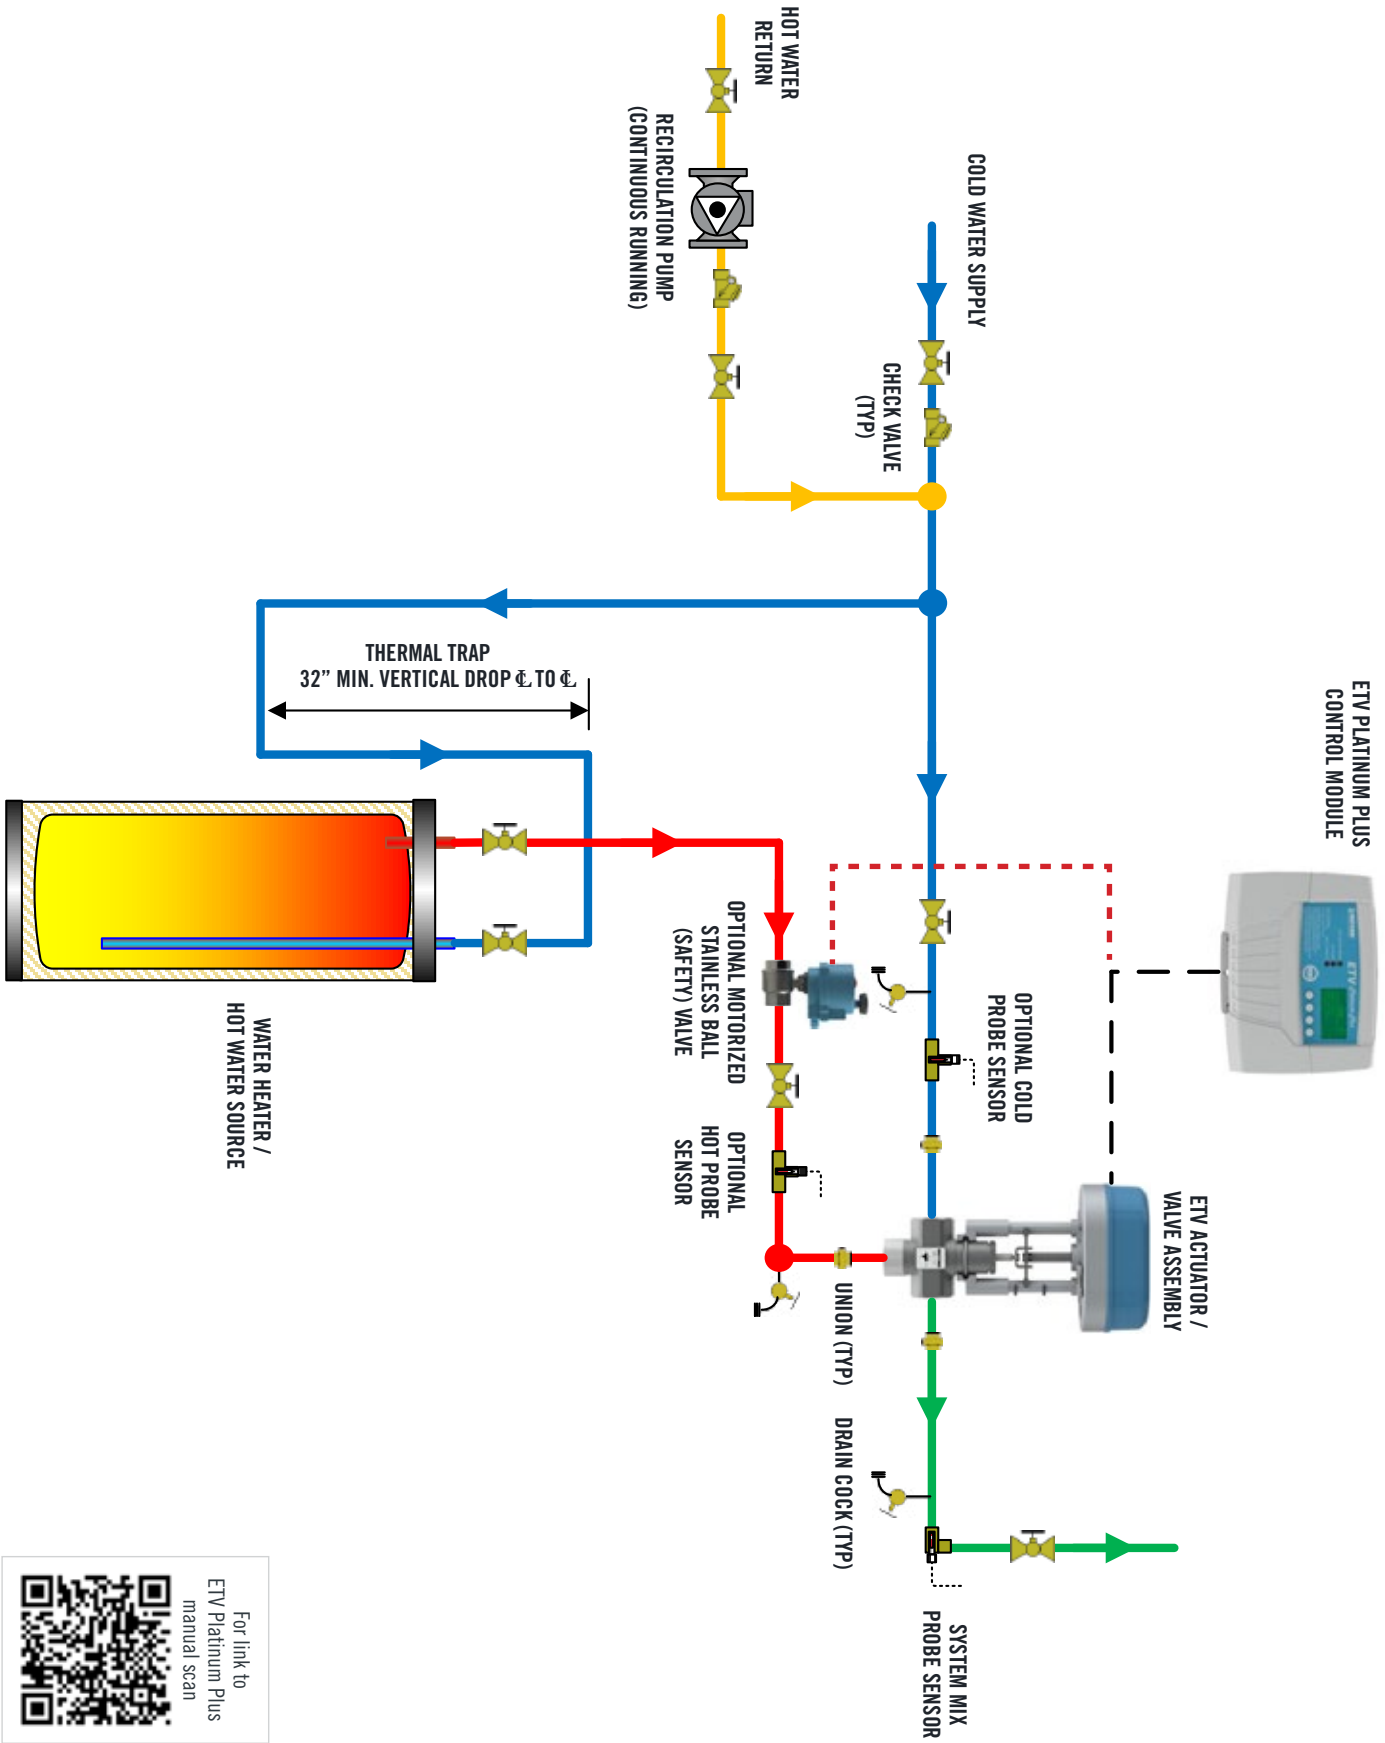 HOT WATER
RETURN
RECIRCULATION PUMP
(CONTINUOUS RUNNING)
COLD WATER SUPPLY
CHECK VALVE
(TYP)
THERMAL TRAP
32” MIN. VERTICAL DROP ℄ TO ℄
ETV PLATINUM PLUS
CONTROL MODULE
OPTIONAL MOTORIZED
STAINLESS BALL
(SAFETY) VALVE
OPTIONAL COLD
PROBE SENSOR
WATER HEATER /
HOT WATER SOURCE
OPTIONAL
HOT PROBE
SENSOR
ETV ACTUATOR /
VALVE ASSEMBLY
UNION (TYP)
DRAIN COCK (TYP)
SYSTEM MIX
PROBE SENSOR
For link to
ETV Platinum Plus
manual scan